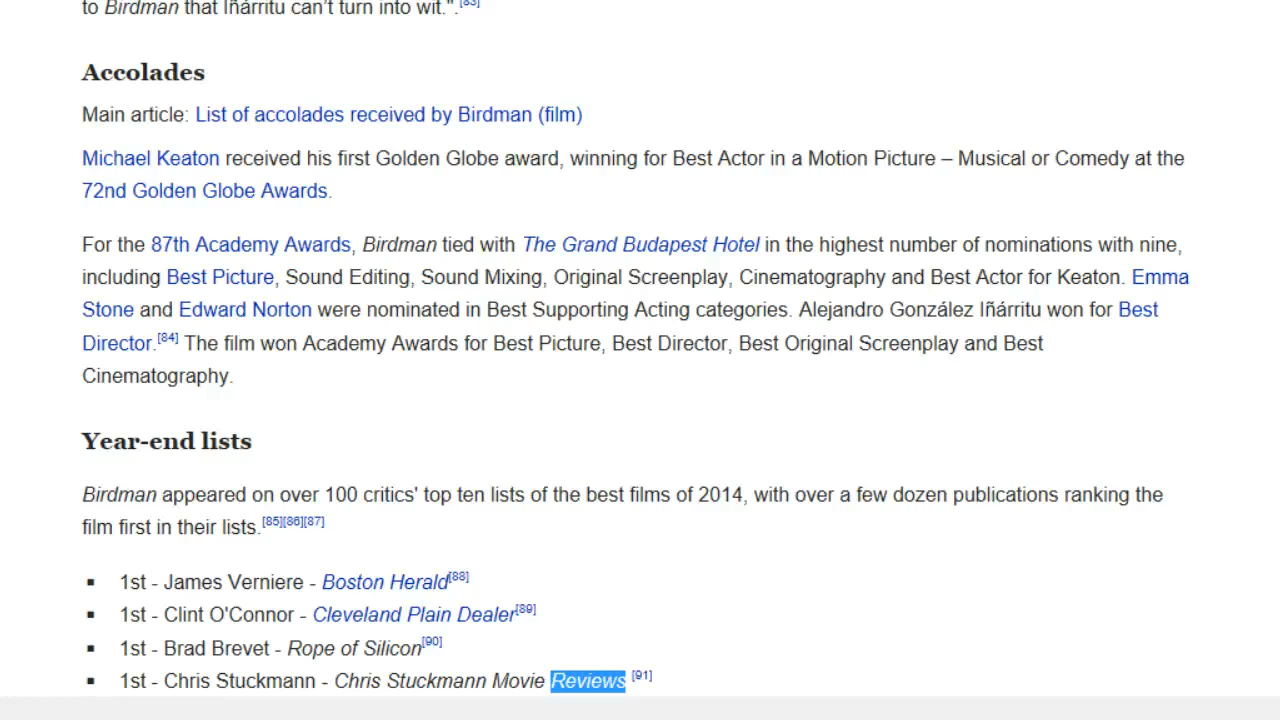 to Birdman that Iñárritu can't turn into wit.".[83]
Accolades
Main article: List of accolades received by Birdman (film)
Michael Keaton received his first Golden Globe award, winning for Best Actor in a Motion Picture – Musical or Comedy at the
72nd Golden Globe Awards.
For the 87th Academy Awards, Birdman tied with The Grand Budapest Hotel in the highest number of nominations with nine,
including Best Picture, Sound Editing, Sound Mixing, Original Screenplay, Cinematography and Best Actor for Keaton. Emma
Stone and Edward Norton were nominated in Best Supporting Acting categories. Alejandro González Iñárritu won for Best
Director.[84] The film won Academy Awards for Best Picture, Best Director, Best Original Screenplay and Best
Cinematography.
Year-end lists
Birdman appeared on over 100 critics' top ten lists of the best films of 2014, with over a few dozen publications ranking the
film first in their lists.[85][86][87]
▪ 1st - James Verniere - Boston Herald[88]
▪ 1st - Clint O'Connor - Cleveland Plain Dealer[89]
▪ 1st - Brad Brevet - Rope of Silicon[90]
▪ 1st - Chris Stuckmann - Chris Stuckmann Movie Reviews [91]